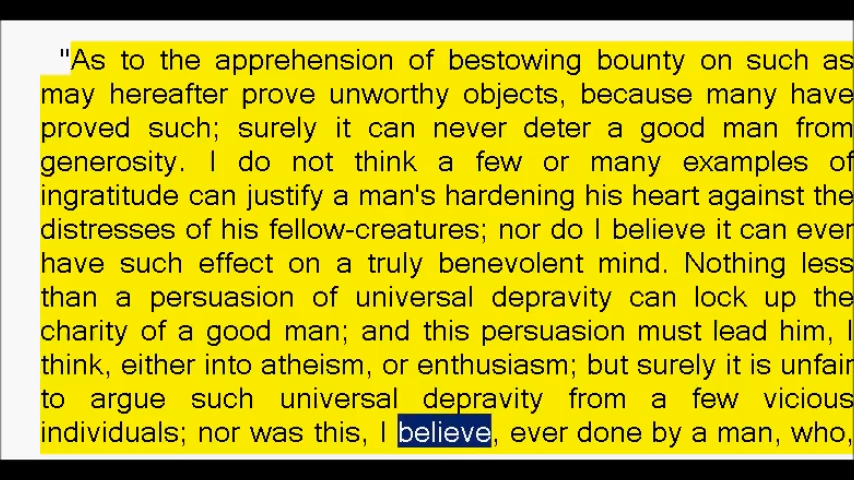 "As to the apprehension of bestowing bounty on such as
may hereafter prove unworthy objects, because many have
proved such; surely it can never deter a good man from
generosity. I do not think a few or many examples of
ingratitude can justify a man's hardening his heart against the
distresses of his fellow-creatures; nor do I believe it can ever
have such effect on a truly benevolent mind. Nothing less
than a persuasion of universal depravity can lock up the
charity of a good man; and this persuasion must lead him, I
think, either into atheism, or enthusiasm; but surely it is unfair
to argue such universal depravity from a few vicious
individuals; nor was this, I believe, ever done by a man, who,